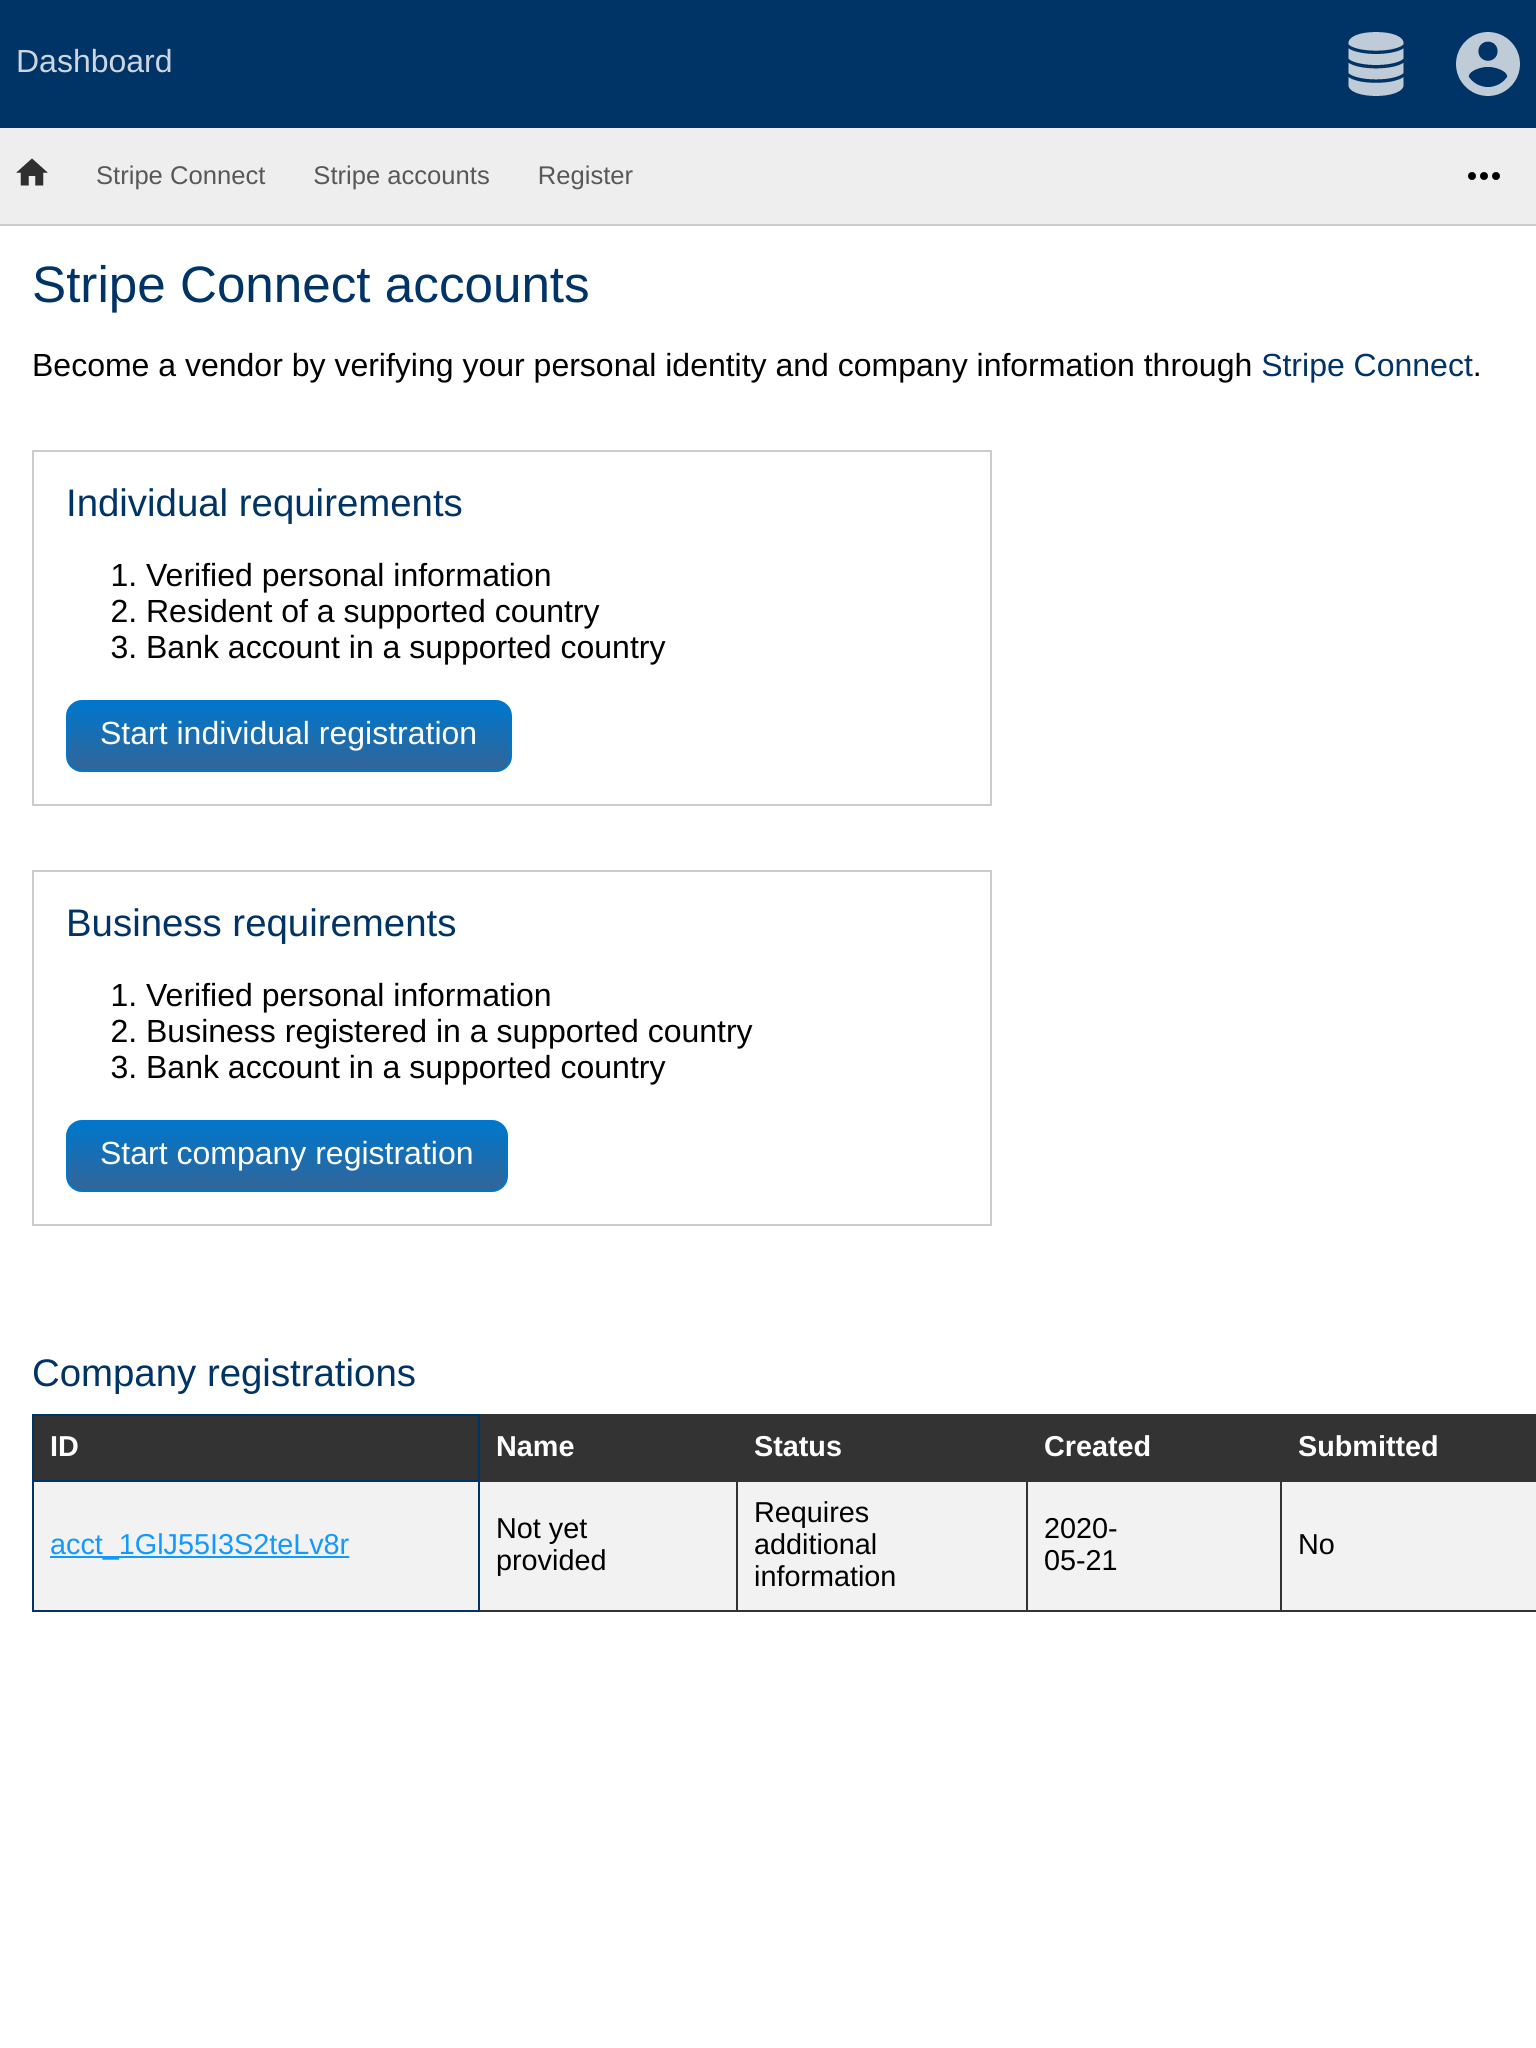 Dashboard
Stripe Connect Stripe accounts Register
Stripe Connect accounts
Become a vendor by verifying your personal identity and company information through Stripe Connect.
Individual requirements
1. Verified personal information
2. Resident of a supported country
3. Bank account in a supported country
Start individual registration
Business requirements
1. Verified personal information
2. Business registered in a supported country
3. Bank account in a supported country
Start company registration
Company registrations
ID Name Status Created Submitted
acct_1GlJ55I3S2teLv8r
Not yet
provided
Requires
additional
information
2020-
05-21
No